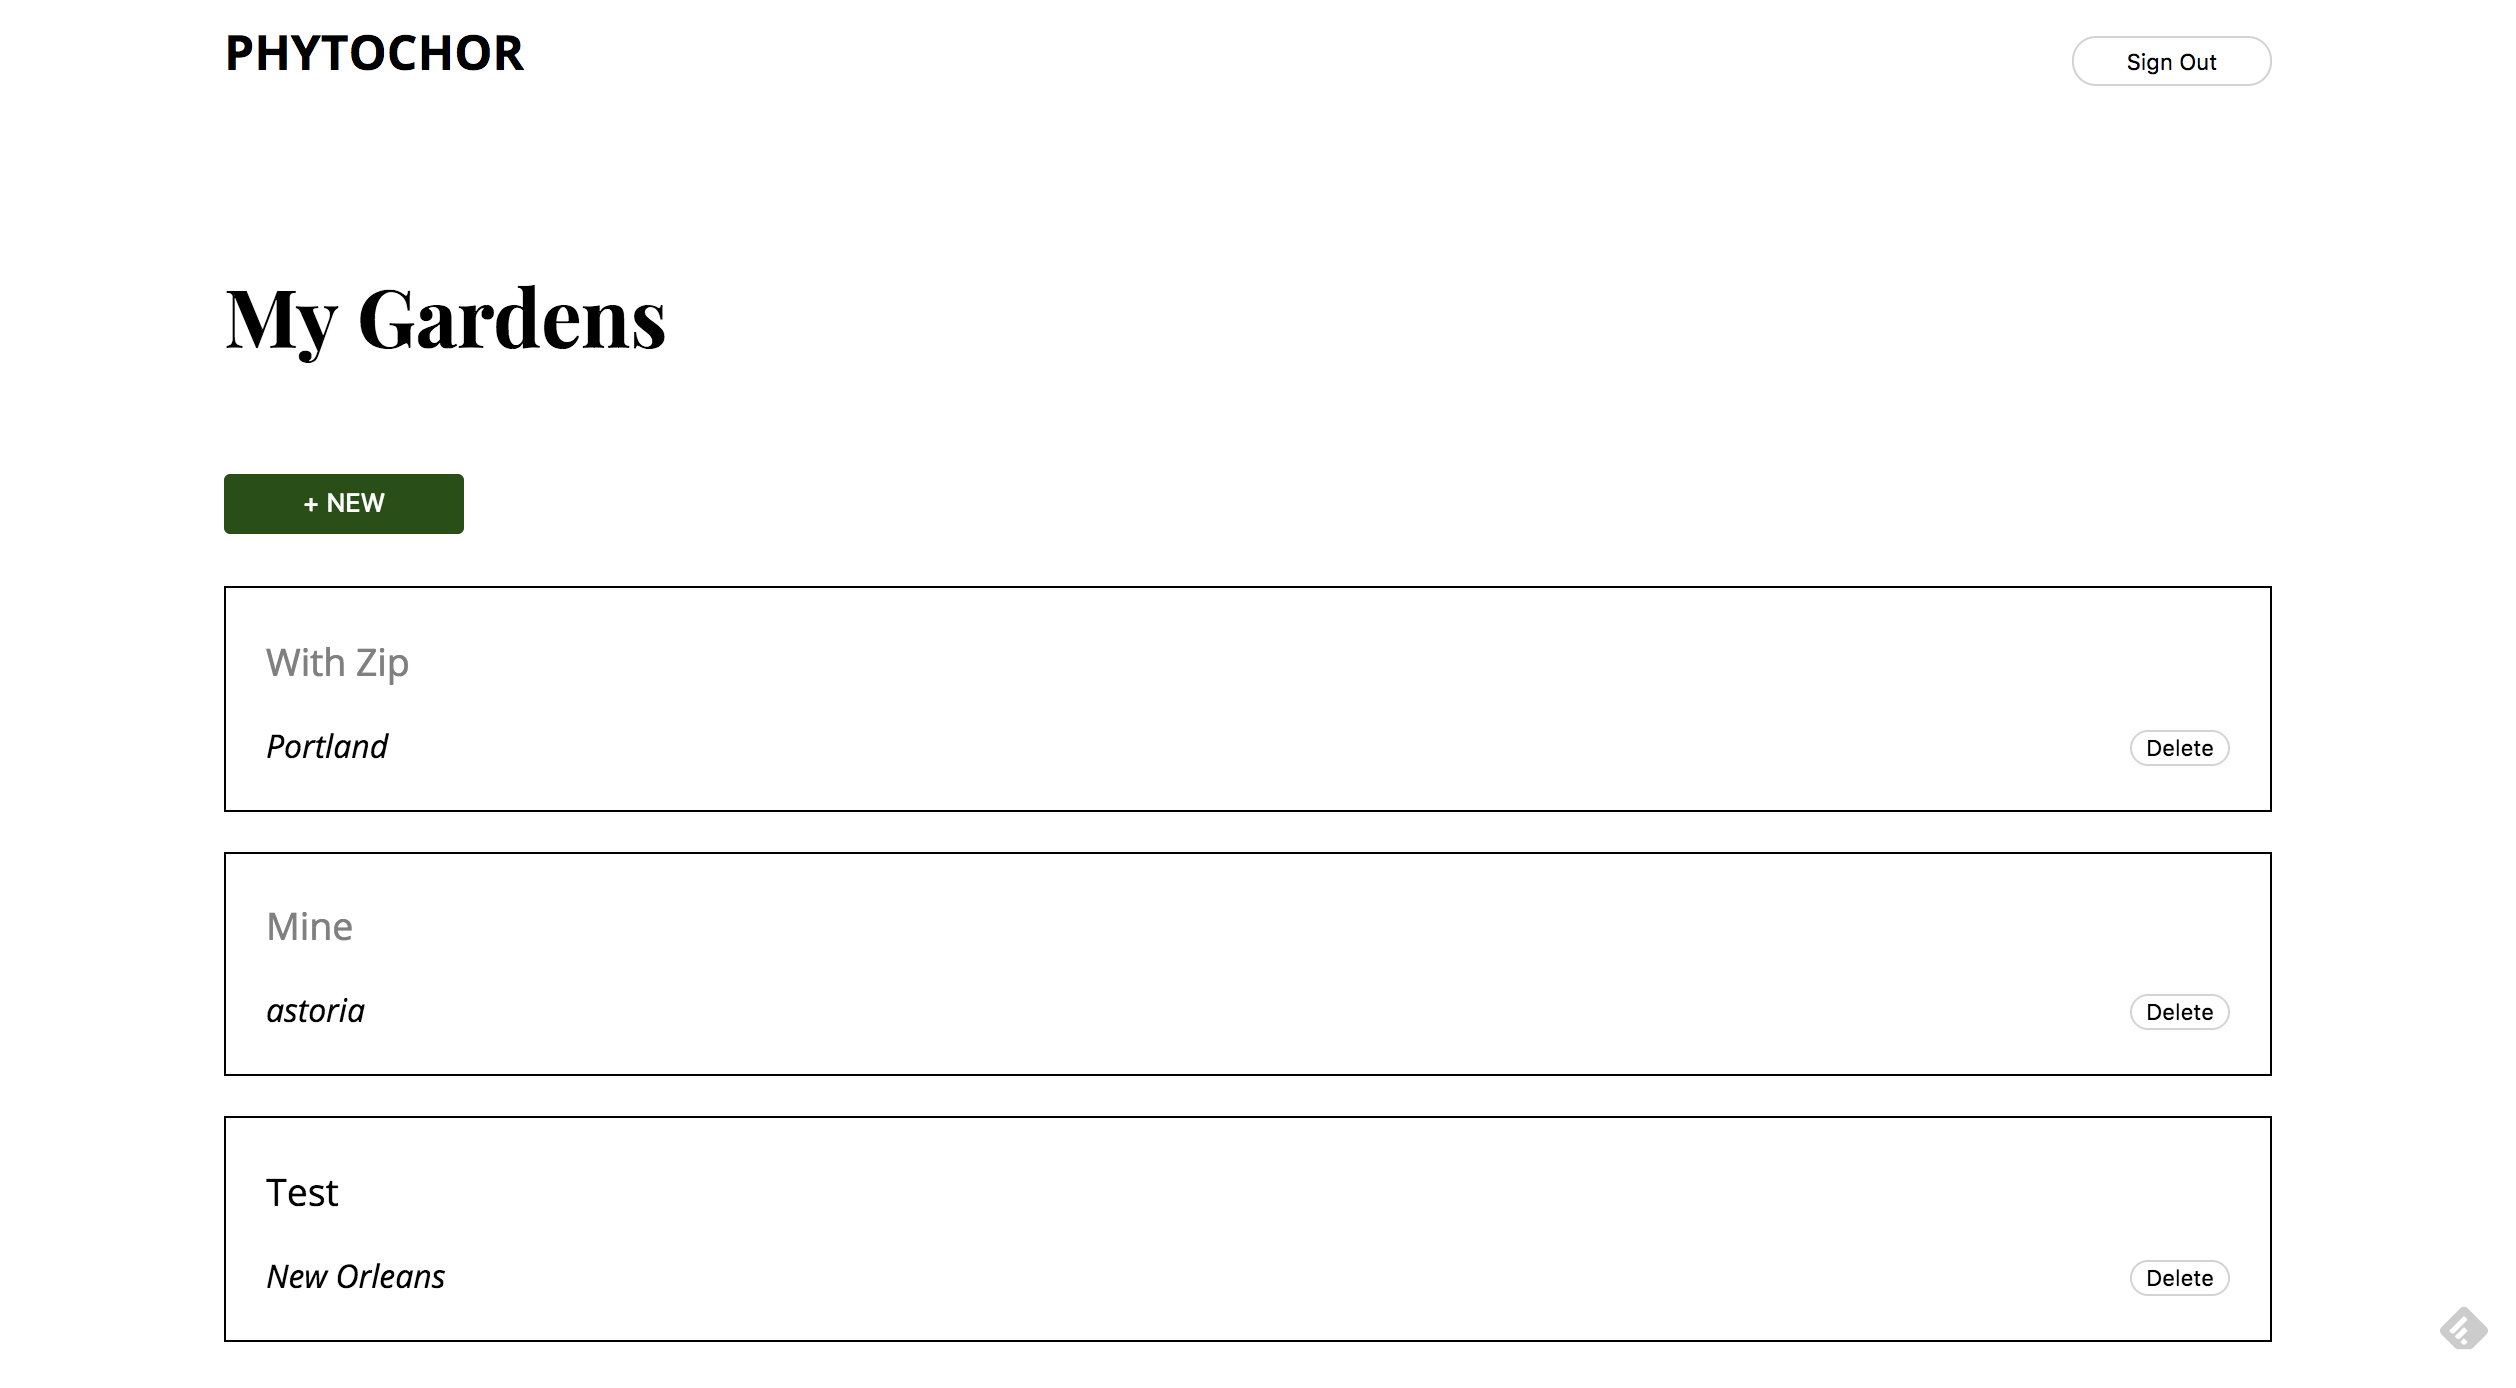 PHYTOCHOR
Sign Out
My Gardens
+ NEW
With Zip
Portland
Delete
Mine
astoria
Delete
Test
New Orleans
Delete